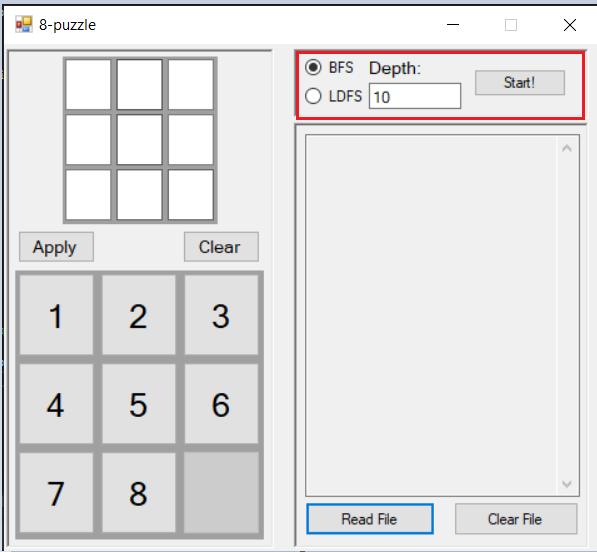 8-puzzle
BFS Depth:
LDFS 10
Start!
Apply Clear
1 2 3
4 5 6
7 8
Read File Clear File